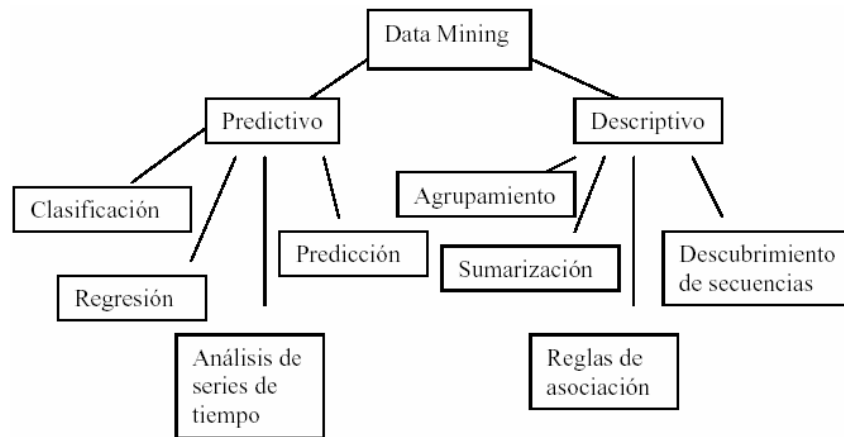 Data Mining
Predictivo
Descriptivo
Clasificación
Regresión
Análisis de
series de
tiempo
Predicción
Agrupamiento
Sumarización
Reglas de
asociación
Descubrimiento
de secuencias